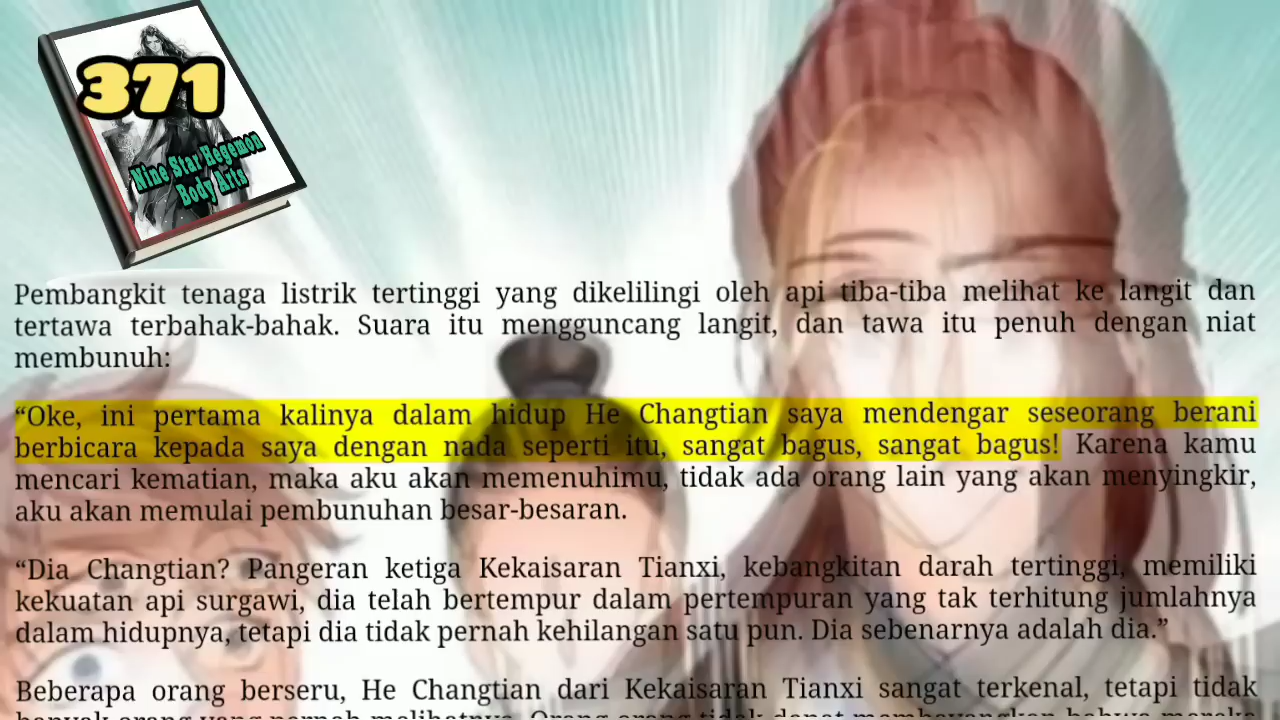 371
Nine Star Hegemon
Body Arts
Pembangkit tenaga listrik tertinggi yang dikelilingi oleh api tiba-tiba melihat ke langit dan
tertawa terbahak-bahak. Suara itu mengguncang langit, dan tawa itu penuh dengan niat
membunuh:
“Oke, ini pertama kalinya dalam hidup He Changtian saya mendengar seseorang berani
berbicara kepada saya dengan nada seperti itu, sangat bagus, sangat bagus! Karena kamu
mencari kematian, maka aku akan memenuhimu, tidak ada orang lain yang akan menyingkir,
aku akan memulai pembunuhan besar-besaran.
“Dia Changtian? Pangeran ketiga Kekaisaran Tianxi, kebangkitan darah tertinggi, memiliki
kekuatan api surgawi, dia telah bertempur dalam pertempuran yang tak terhitung jumlahnya
dalam hidupnya, tetapi dia tidak pernah kehilangan satu pun. Dia sebenarnya adalah dia.”
Beberapa orang berseru, He Changtian dari Kekaisaran Tianxi sangat terkenal, tetapi tidak